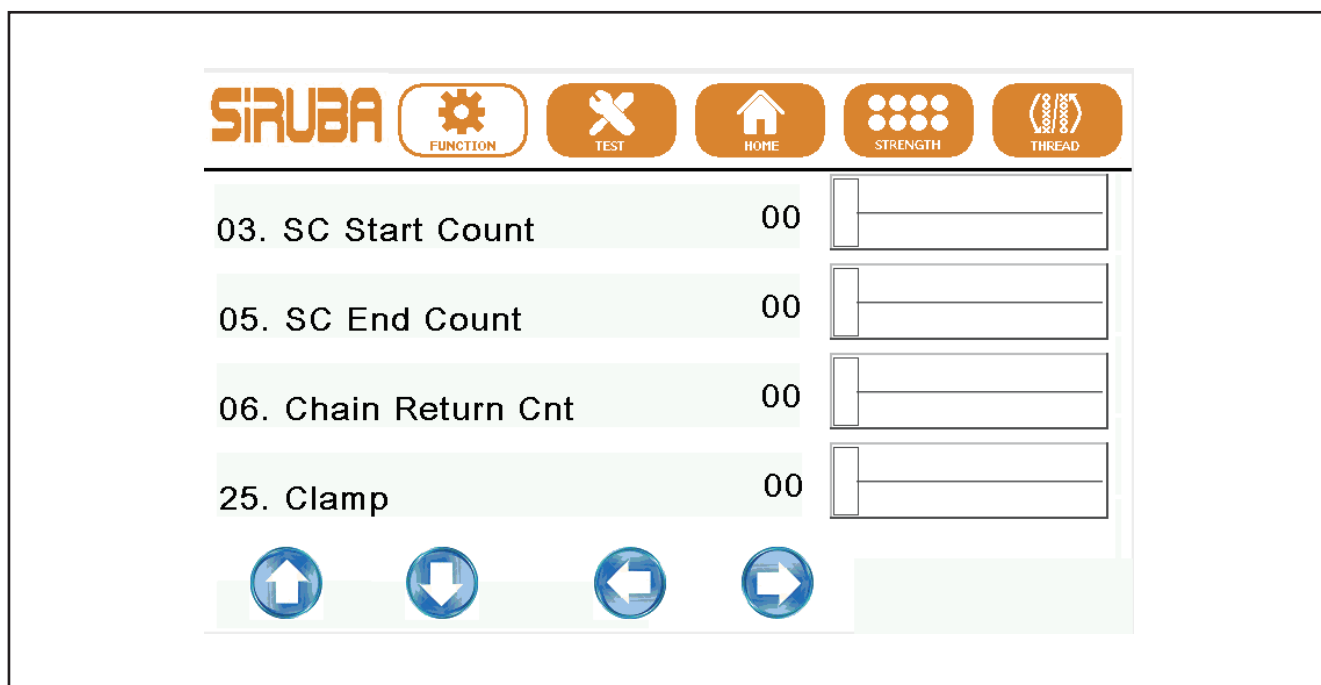 SiRUBA
FUNCTION
TEST
HOME
STRENGTH
THREAD
03. SC Start Count 00
05. SC End Count 00
06. Chain Return Cnt 00
25. Clamp 00